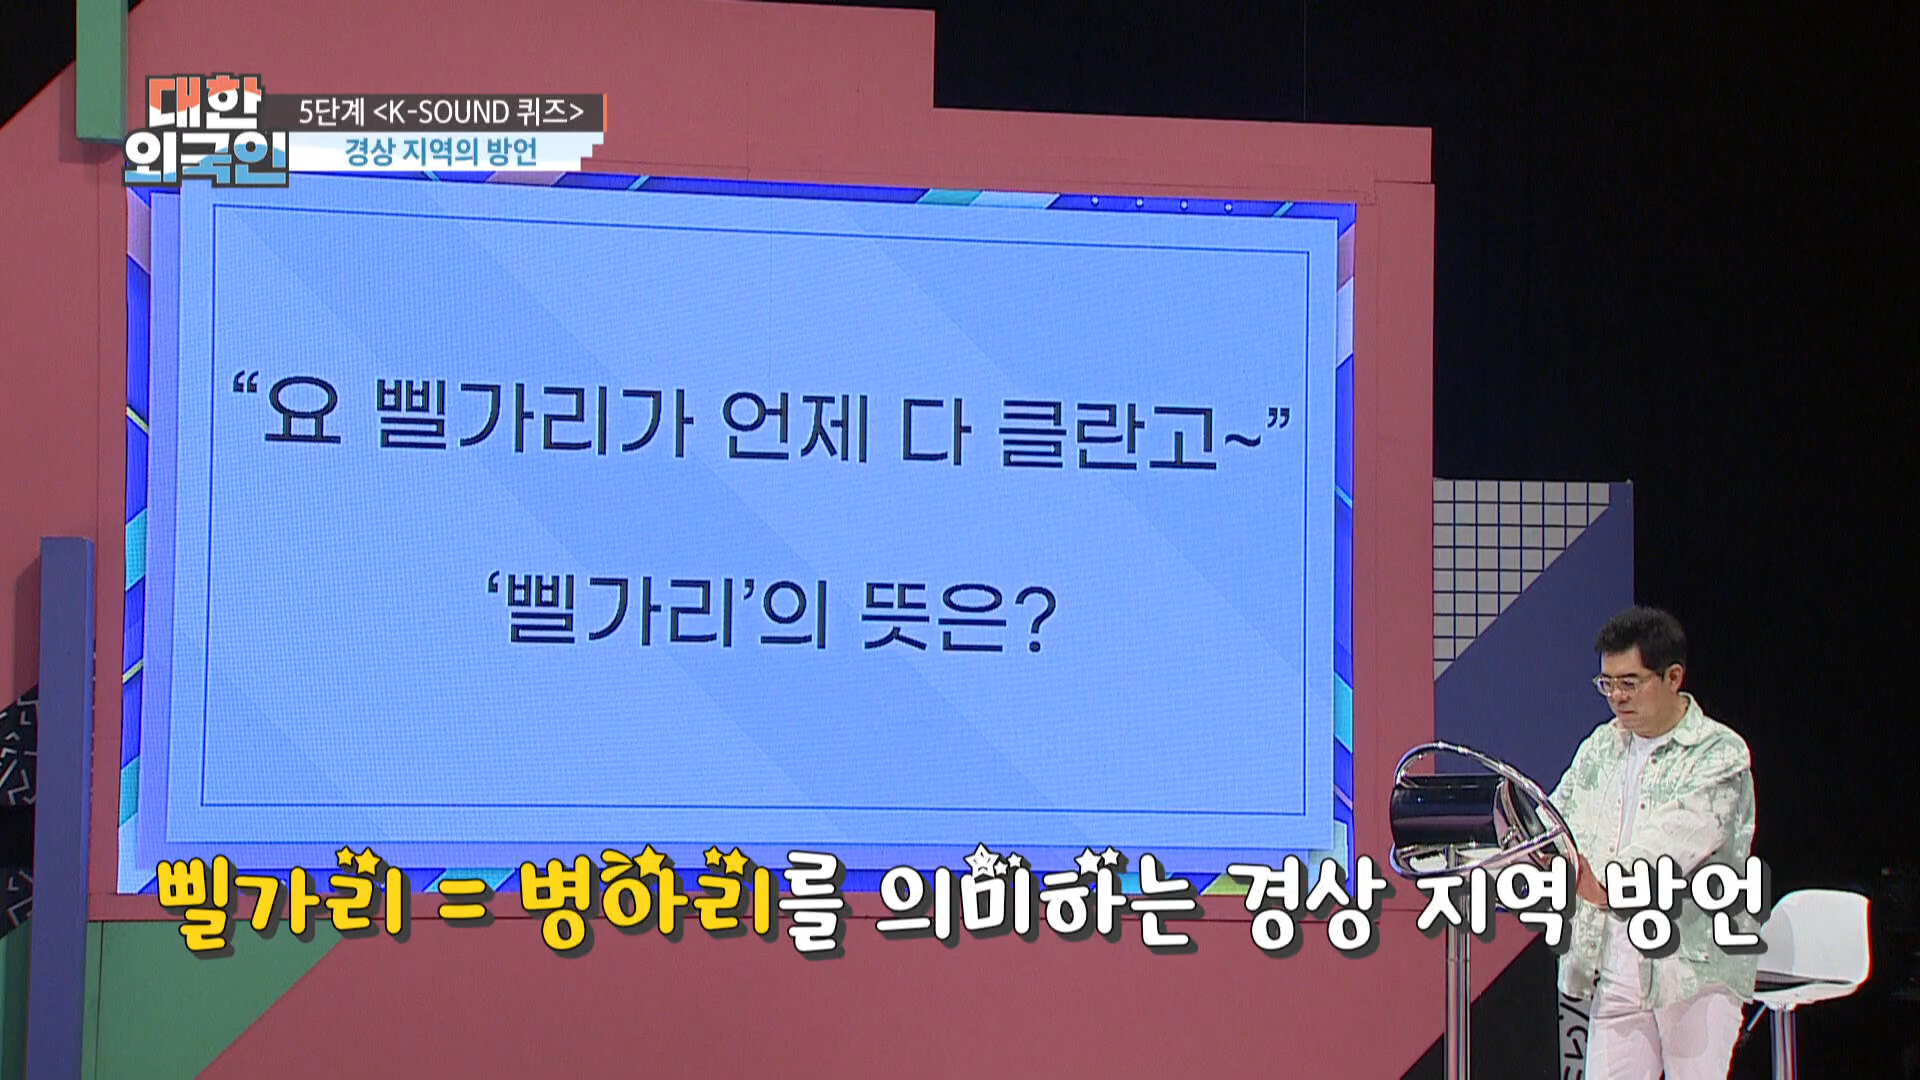 대한
외국인
5단계 <K-SOUND 퀴즈>
경상 지역의 방언
“요 삘가리가 언제 다 클란고~”
‘삘가리’의 뜻은?
삘가리 = 병아리를 의미하는 경상 지역 방언